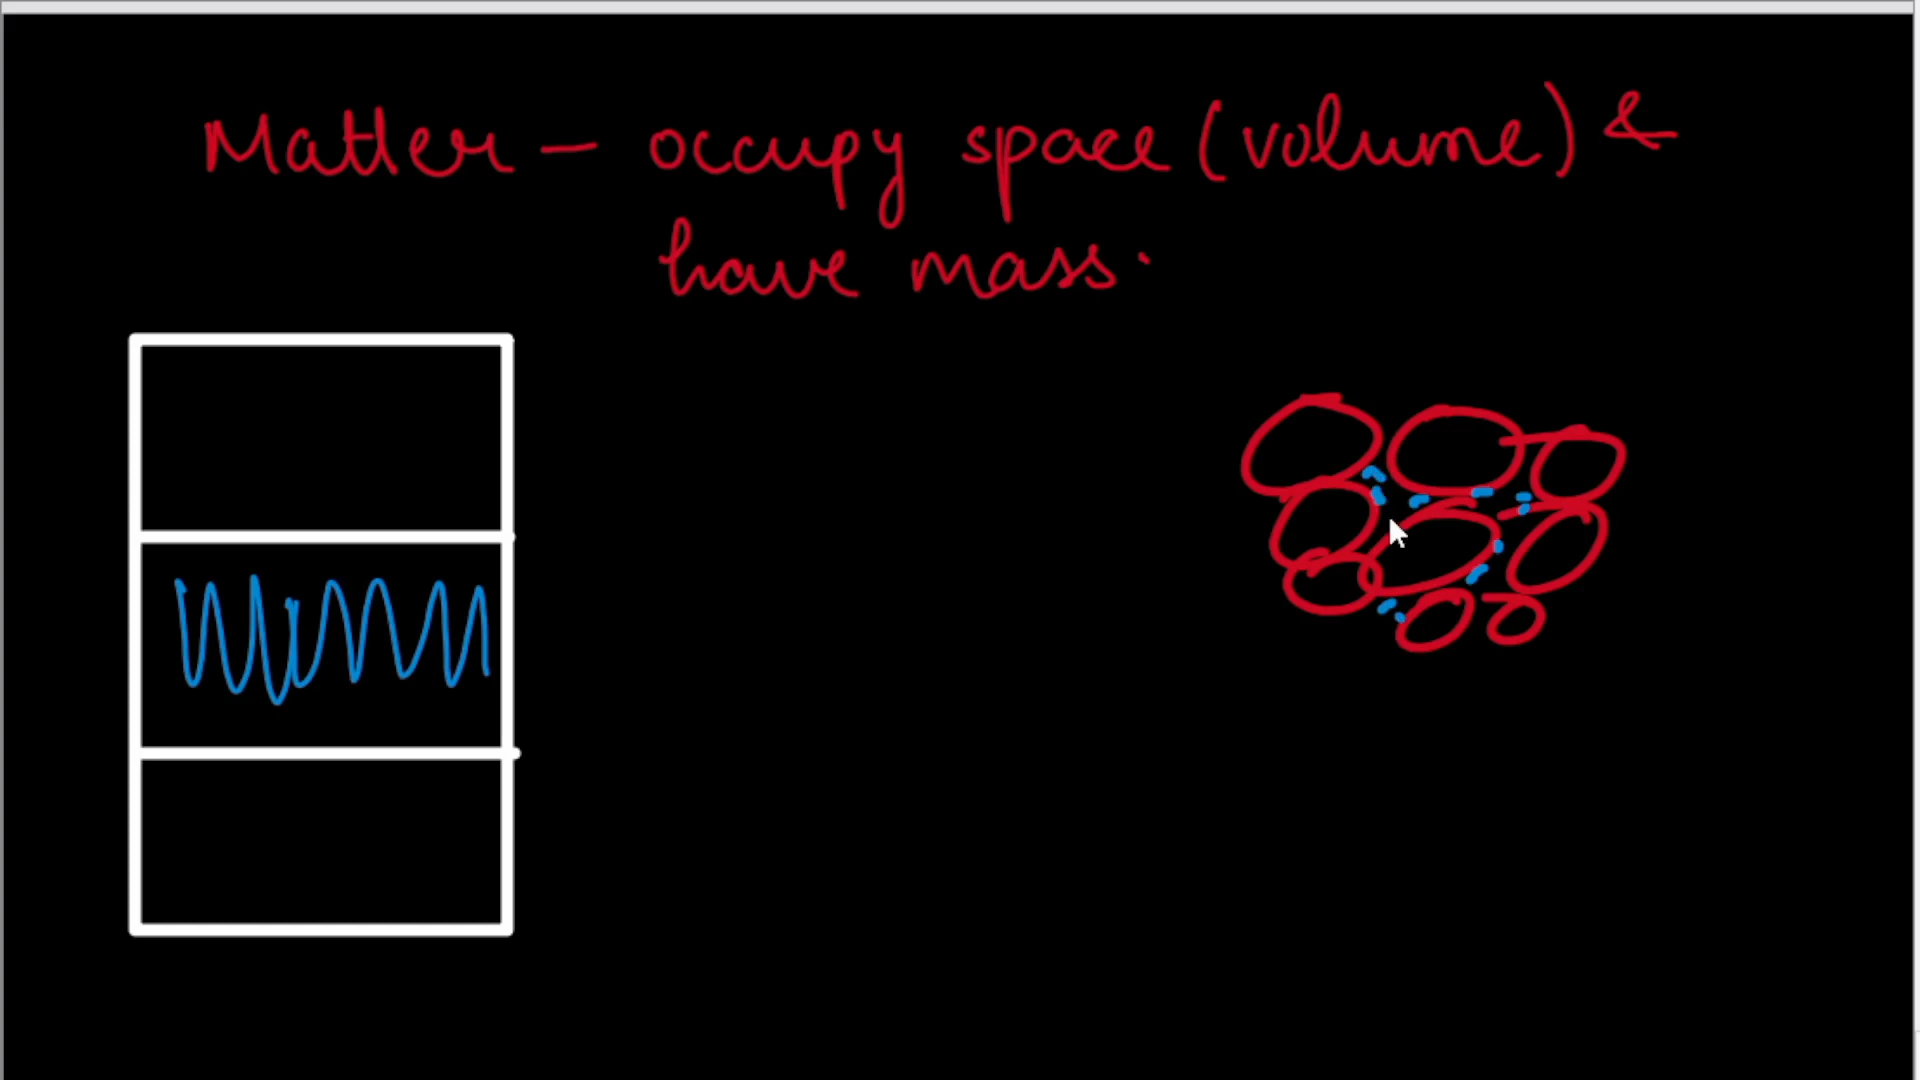 Matter – occupy space (volume) &
have mass.